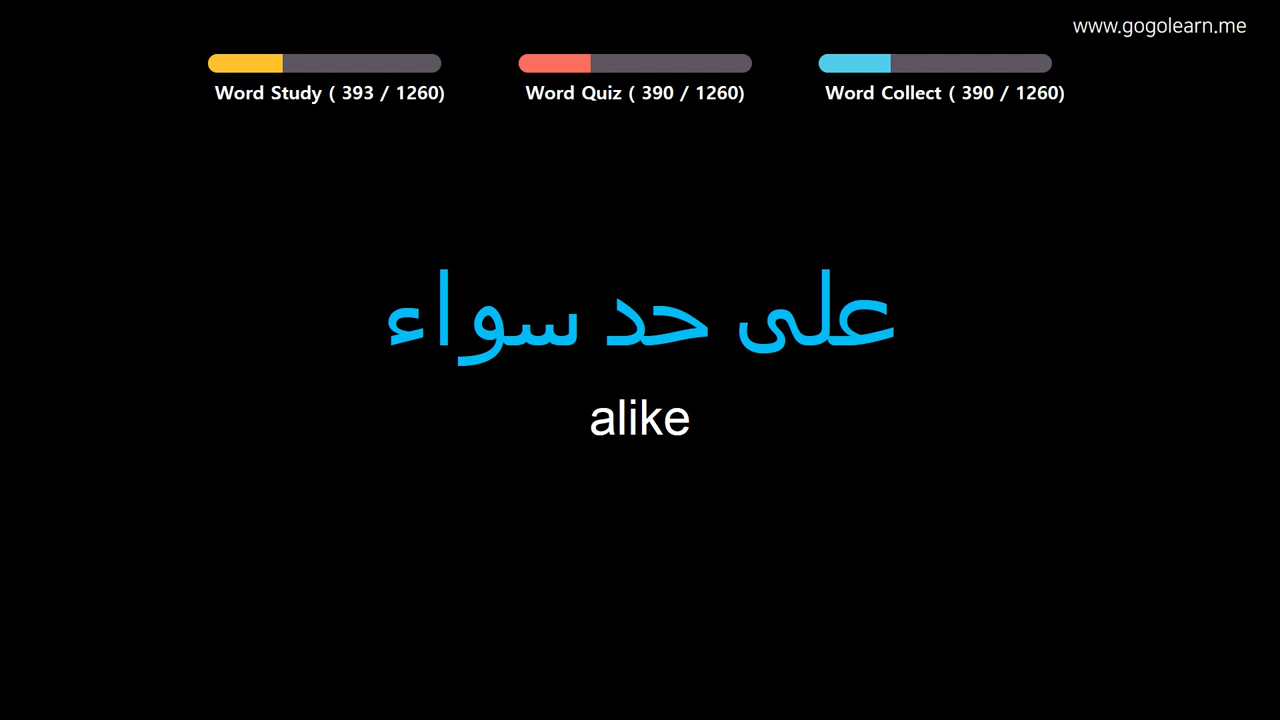 www.gogolearn.me
Word Study ( 393 / 1260)
Word Quiz ( 390 / 1260)
Word Collect ( 390 / 1260)
على حد سواء
alike